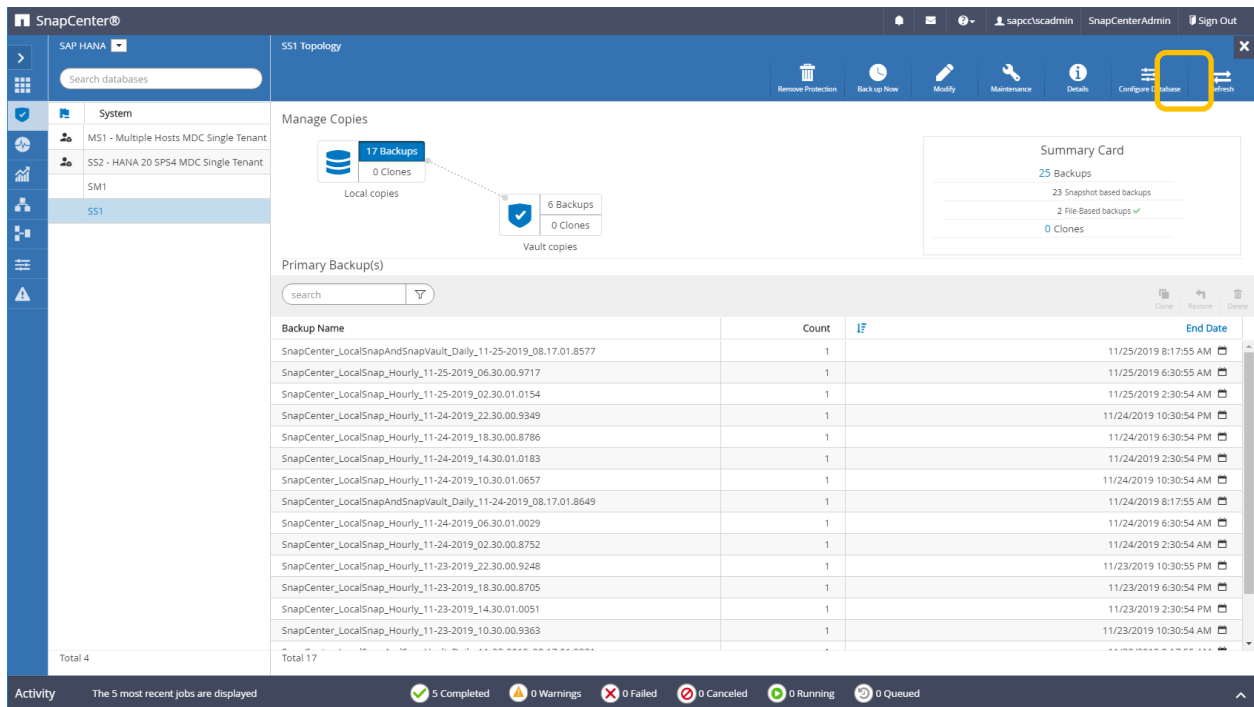 SnapCenter®
sapcc\scadmin SnapCenterAdmin Sign Out
SAP HANA
SS1 Topology
Search databases
Remove Protection Back up Now Modify Maintenance Details Configure Database Refresh
System
MS1 - Multiple Hosts MDC Single Tenant
SS2 - HANA 20 SPS4 MDC Single Tenant
SM1
SS1
Manage Copies
17 Backups
0 Clones
Local copies
6 Backups
0 Clones
Vault copies
Summary Card
25 Backups
23 Snapshot based backups
2 File-Based backups
0 Clones
Primary Backup(s)
search
Clone Restore Delete
Backup Name Count End Date
SnapCenter_LocalSnapAndSnapVault_Daily_11-25-2019_08.17.01.8577 1 11/25/2019 8:17:55 AM
SnapCenter_LocalSnap_Hourly_11-25-2019_06.30.00.9717 1 11/25/2019 6:30:55 AM
SnapCenter_LocalSnap_Hourly_11-25-2019_02.30.01.0154 1 11/25/2019 2:30:54 AM
SnapCenter_LocalSnap_Hourly_11-24-2019_22.30.00.9349 1 11/24/2019 10:30:54 PM
SnapCenter_LocalSnap_Hourly_11-24-2019_18.30.00.8786 1 11/24/2019 6:30:54 PM
SnapCenter_LocalSnap_Hourly_11-24-2019_14.30.01.0183 1 11/24/2019 2:30:54 PM
SnapCenter_LocalSnap_Hourly_11-24-2019_10.30.01.0657 1 11/24/2019 10:30:54 AM
SnapCenter_LocalSnapAndSnapVault_Daily_11-24-2019_08.17.01.8649 1 11/24/2019 8:17:55 AM
SnapCenter_LocalSnap_Hourly_11-24-2019_06.30.01.0029 1 11/24/2019 6:30:54 AM
SnapCenter_LocalSnap_Hourly_11-24-2019_02.30.00.8752 1 11/24/2019 2:30:54 AM
SnapCenter_LocalSnap_Hourly_11-23-2019_22.30.00.9248 1 11/23/2019 10:30:55 PM
SnapCenter_LocalSnap_Hourly_11-23-2019_18.30.00.8705 1 11/23/2019 6:30:54 PM
SnapCenter_LocalSnap_Hourly_11-23-2019_14.30.01.0051 1 11/23/2019 2:30:54 PM
SnapCenter_LocalSnap_Hourly_11-23-2019_10.30.00.9363 1 11/23/2019 10:30:54 AM
Total 4
Total 17
Activity The 5 most recent jobs are displayed 5 Completed 0 Warnings 0 Failed 0 Canceled 0 Running 0 Queued